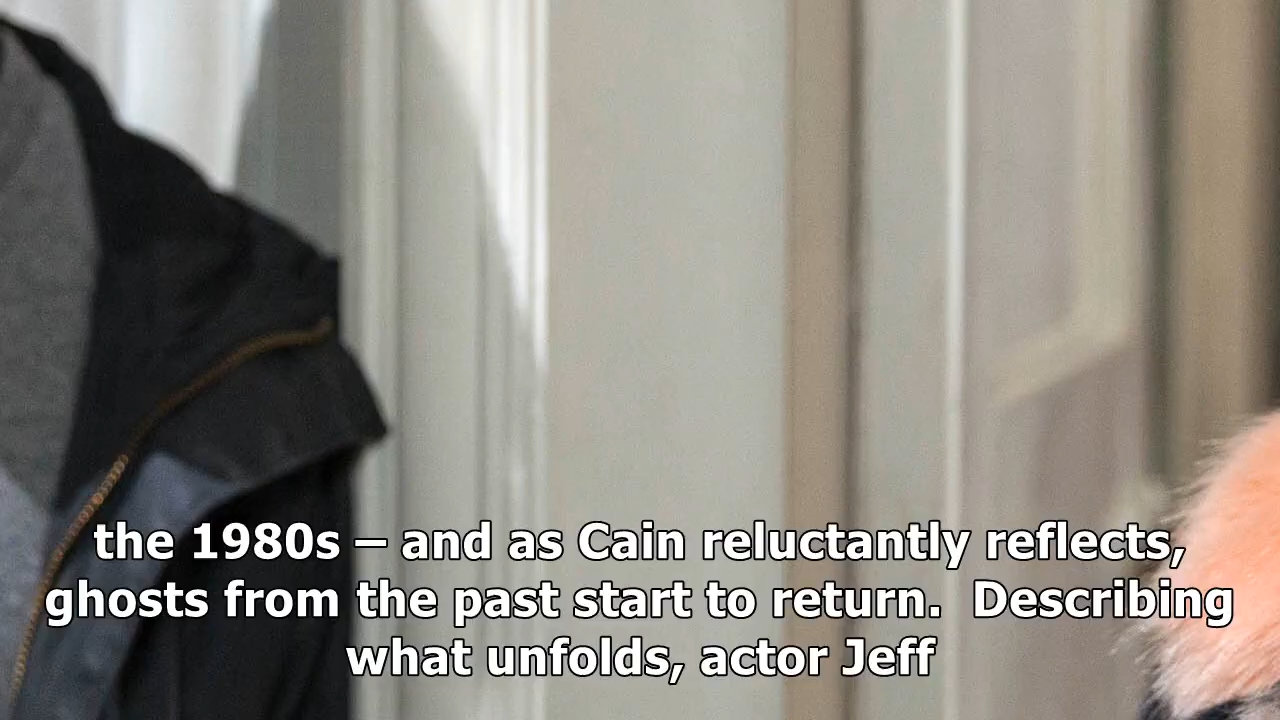 the 1980s – and as Cain reluctantly reflects,
ghosts from the past start to return.  Describing
what unfolds, actor Jeff